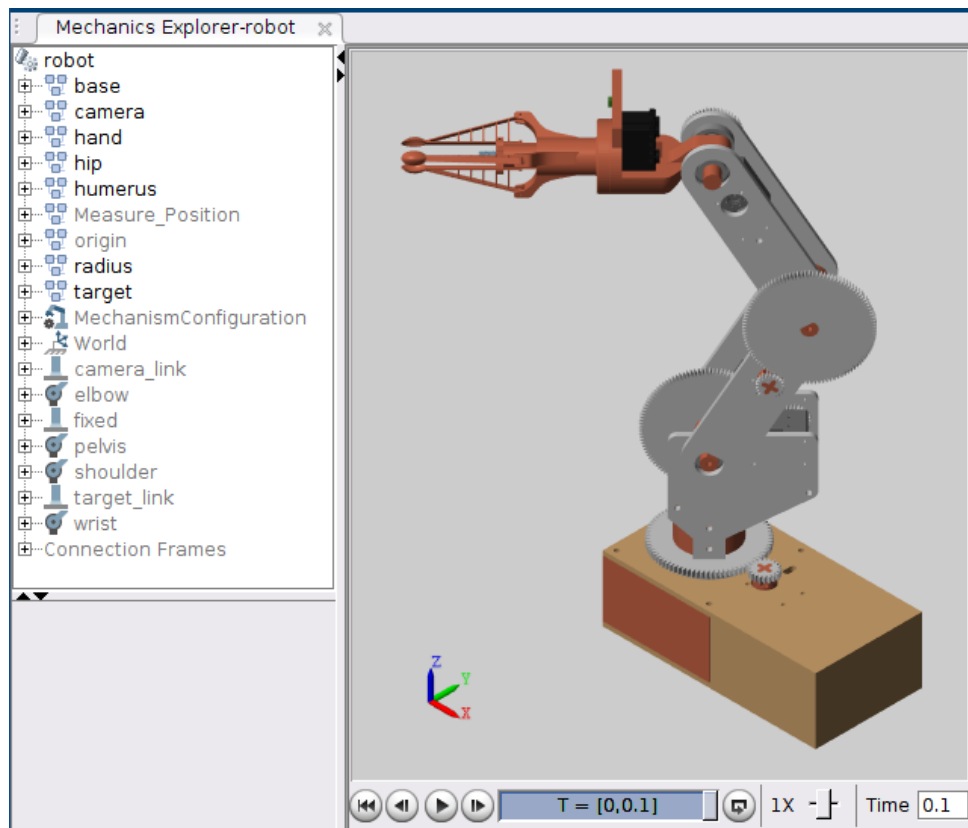 Mechanics Explorer-robot
robot
base
camera
hand
hip
humerus
Measure_Position
origin
radius
target
MechanismConfiguration
World
camera_link
elbow
fixed
pelvis
shoulder
target_link
wrist
Connection Frames
Z
Y
X
T = [0,0.1]
1X
Time 0.1